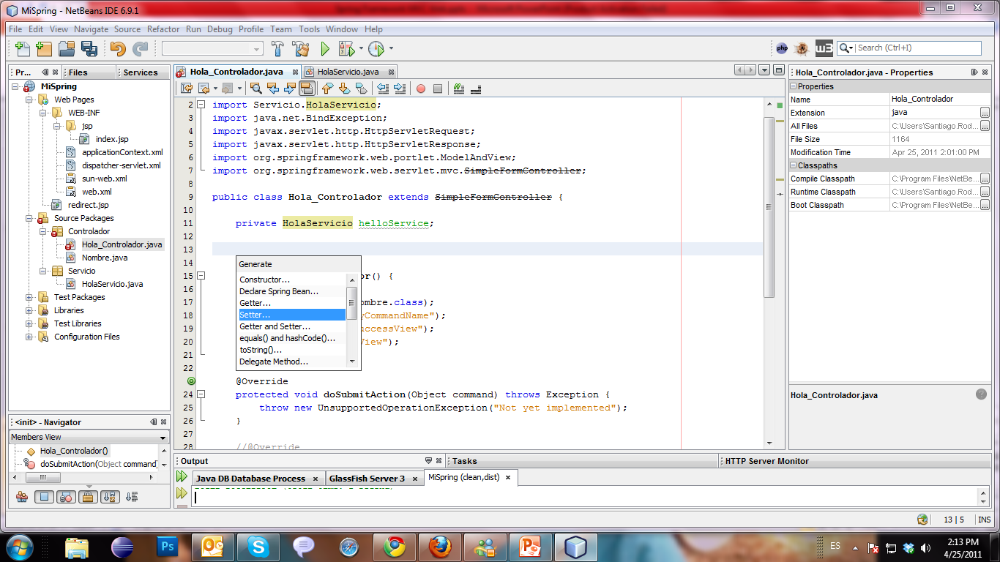 MiSpring - NetBeans IDE 6.9.1
File Edit View Navigate Source Refactor Run Debug Profile Team Tools Window Help
php w3 Search (Ctrl+I)
Pr... Files Services
MiSpring
Web Pages
WEB-INF
jsp
index.jsp
applicationContext.xml
dispatcher-servlet.xml
sun-web.xml
web.xml
redirect.jsp
Source Packages
Controlador
Hola_Controlador.java
Nombre.java
Servicio
HolaServicio.java
Test Packages
Libraries
Test Libraries
Configuration Files
<init> - Navigator
Members View
Hola_Controlador()
doSubmitAction(Object command)
Hola_Controlador.java HolaServicio.java
2 import Servicio.HolaServicio;
3 import java.net.BindException;
4 import javax.servlet.http.HttpServletRequest;
5 import javax.servlet.http.HttpServletResponse;
6 import org.springframework.web.portlet.ModelAndView;
7 import org.springframework.web.servlet.mvc.SimpleFormController;
8
9 public class Hola_Controlador extends SimpleFormController {
10
11 private HolaServicio helloService;
12
13
14
15 or() {
16
17 ombre.class);
18 yCommandName");
19 uccessView");
20 View");
21
22
@Override
24 protected void doSubmitAction(Object command) throws Exception {
25 throw new UnsupportedOperationException("Not yet implemented");
26 }
27
28 //@Override
Generate
Constructor...
Declare Spring Bean...
Getter...
Setter...
Getter and Setter...
equals() and hashCode()...
toString()...
Delegate Method...
Hola_Controlador.java - Properties
Properties
Name Hola_Controlador
Extension java ...
All Files C:\Users\Santiago.Rod... ...
File Size 1164
Modification Time Apr 25, 2011 2:01:00 PM
Classpaths
Compile Classpath C:\Program Files\NetBe... ...
Runtime Classpath C:\Program Files\NetBe... ...
Boot Classpath C:\Program Files\NetBe... ...
Hola_Controlador.java
Output Tasks HTTP Server Monitor
Java DB Database Process GlassFish Server 3 MiSpring (clean,dist)
13 | 5 INS
Ps ES 2:13 PM
4/25/2011